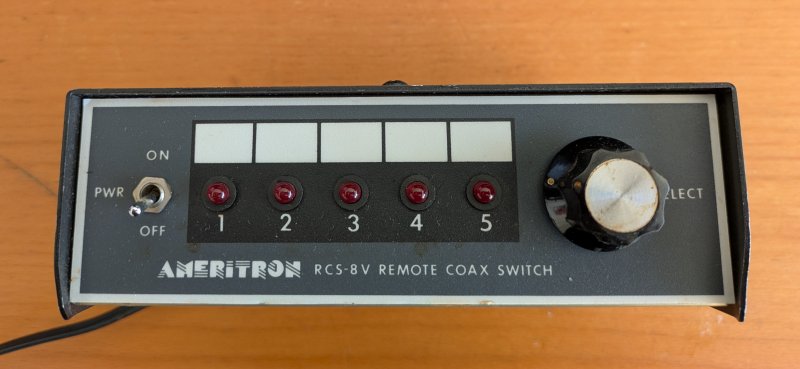 ON
PWR
OFF
1 2 3 4 5
AMERITRON RCS-8V REMOTE COAX SWITCH